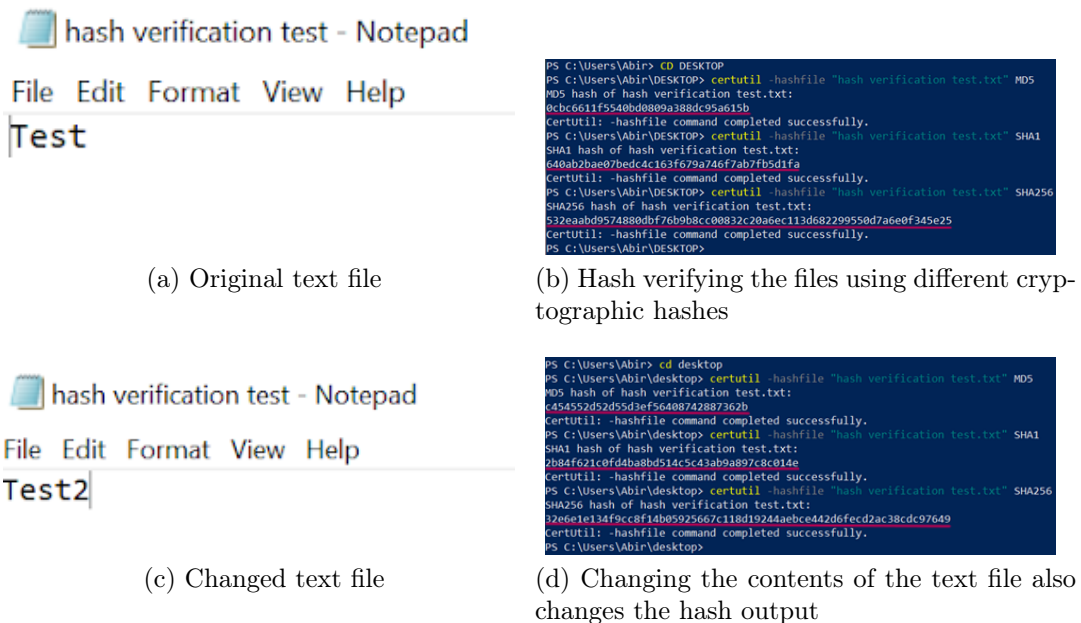 hash verification test - Notepad
File Edit Format View Help
Test
(a) Original text file
PS C:\Users\Abir> CD DESKTOP
PS C:\Users\Abir\DESKTOP> certutil -hashfile "hash verification test.txt" MD5
MD5 hash of hash verification test.txt:
0cbc6611f5540bd0809a388dc95a615b
CertUtil: -hashfile command completed successfully.
PS C:\Users\Abir\DESKTOP> certutil -hashfile "hash verification test.txt" SHA1
SHA1 hash of hash verification test.txt:
640ab2bae07bedc4c163f679a746f7ab7fb5d1fa
CertUtil: -hashfile command completed successfully.
PS C:\Users\Abir\DESKTOP> certutil -hashfile "hash verification test.txt" SHA256
SHA256 hash of hash verification test.txt:
532eaabd9574880dbf76b9b8cc00832c20a6ec113d682299550d7a6e0f345e25
CertUtil: -hashfile command completed successfully.
PS C:\Users\Abir\DESKTOP>
(b) Hash verifying the files using different cryp-
tographic hashes
hash verification test - Notepad
File Edit Format View Help
Test2
(c) Changed text file
PS C:\Users\Abir> cd desktop
PS C:\Users\Abir\desktop> certutil -hashfile "hash verification test.txt" MD5
MD5 hash of hash verification test.txt:
c454552d52d55d3ef56408742887362b
CertUtil: -hashfile command completed successfully.
PS C:\Users\Abir\desktop> certutil -hashfile "hash verification test.txt" SHA1
SHA1 hash of hash verification test.txt:
2b84f621c0fd4ba8bd514c5c43ab9a897c8c014e
CertUtil: -hashfile command completed successfully.
PS C:\Users\Abir\desktop> certutil -hashfile "hash verification test.txt" SHA256
SHA256 hash of hash verification test.txt:
32e6e1e134f9cc8f14b05925667c118d19244aebce442d6fecd2ac38cdc97649
CertUtil: -hashfile command completed successfully.
PS C:\Users\Abir\desktop>
(d) Changing the contents of the text file also
changes the hash output